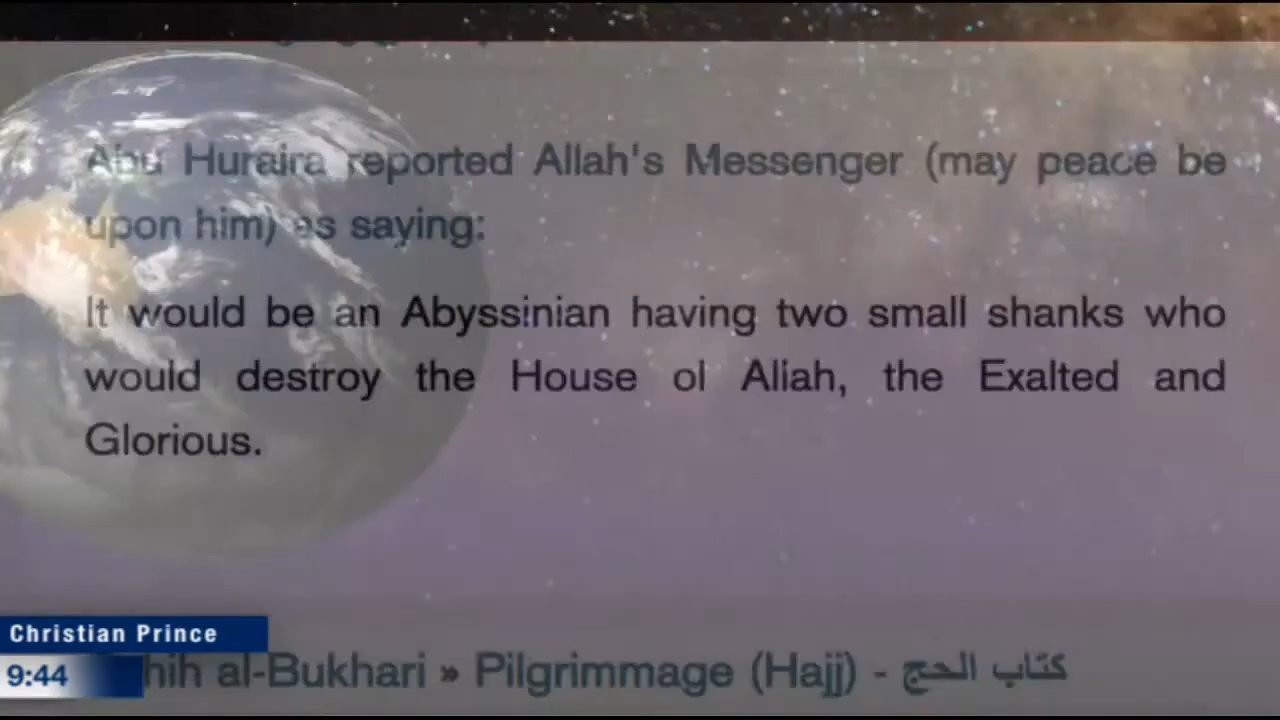 Abu Huraira reported Allah's Messenger (may peace be
upon him) as saying:
It would be an Abyssinian having two small shanks who
would destroy the House ol Aliah, the Exalted and
Glorious.
Christian Prince
9:44
hih al-Bukhari » Pilgrimmage (Hajj) - كتاب الحج